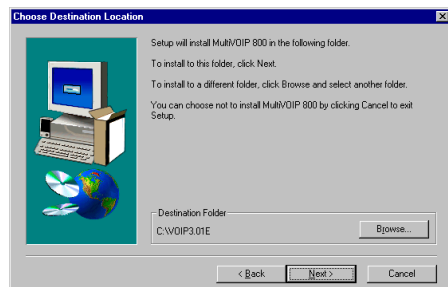 Choose Destination Location
Setup will install MultiVOIP 800 in the following folder.
To install to this folder, click Next.
To install to a different folder, click Browse and select another folder.
You can choose not to install MultiVOIP 800 by clicking Cancel to exit
Setup.
Destination Folder
C:\VOIP3.01E
Browse...
< Back
Next >
Cancel